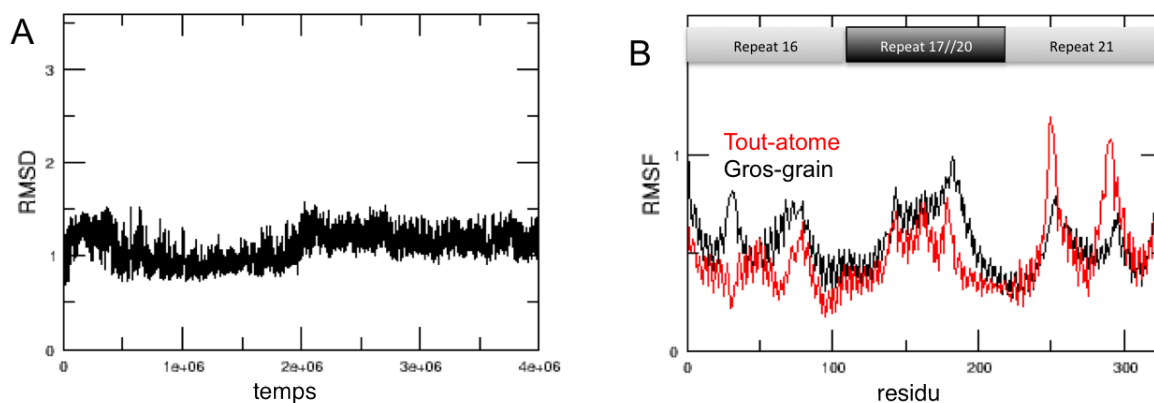 A
RMSD
3
2
1
0
0
1e+06
2e+06
3e+06
4e+06
temps
B
Repeat 16
Repeat 17//20
Repeat 21
Tout-atome
Gros-grain
RMSF
1
0
0
100
200
300
residu